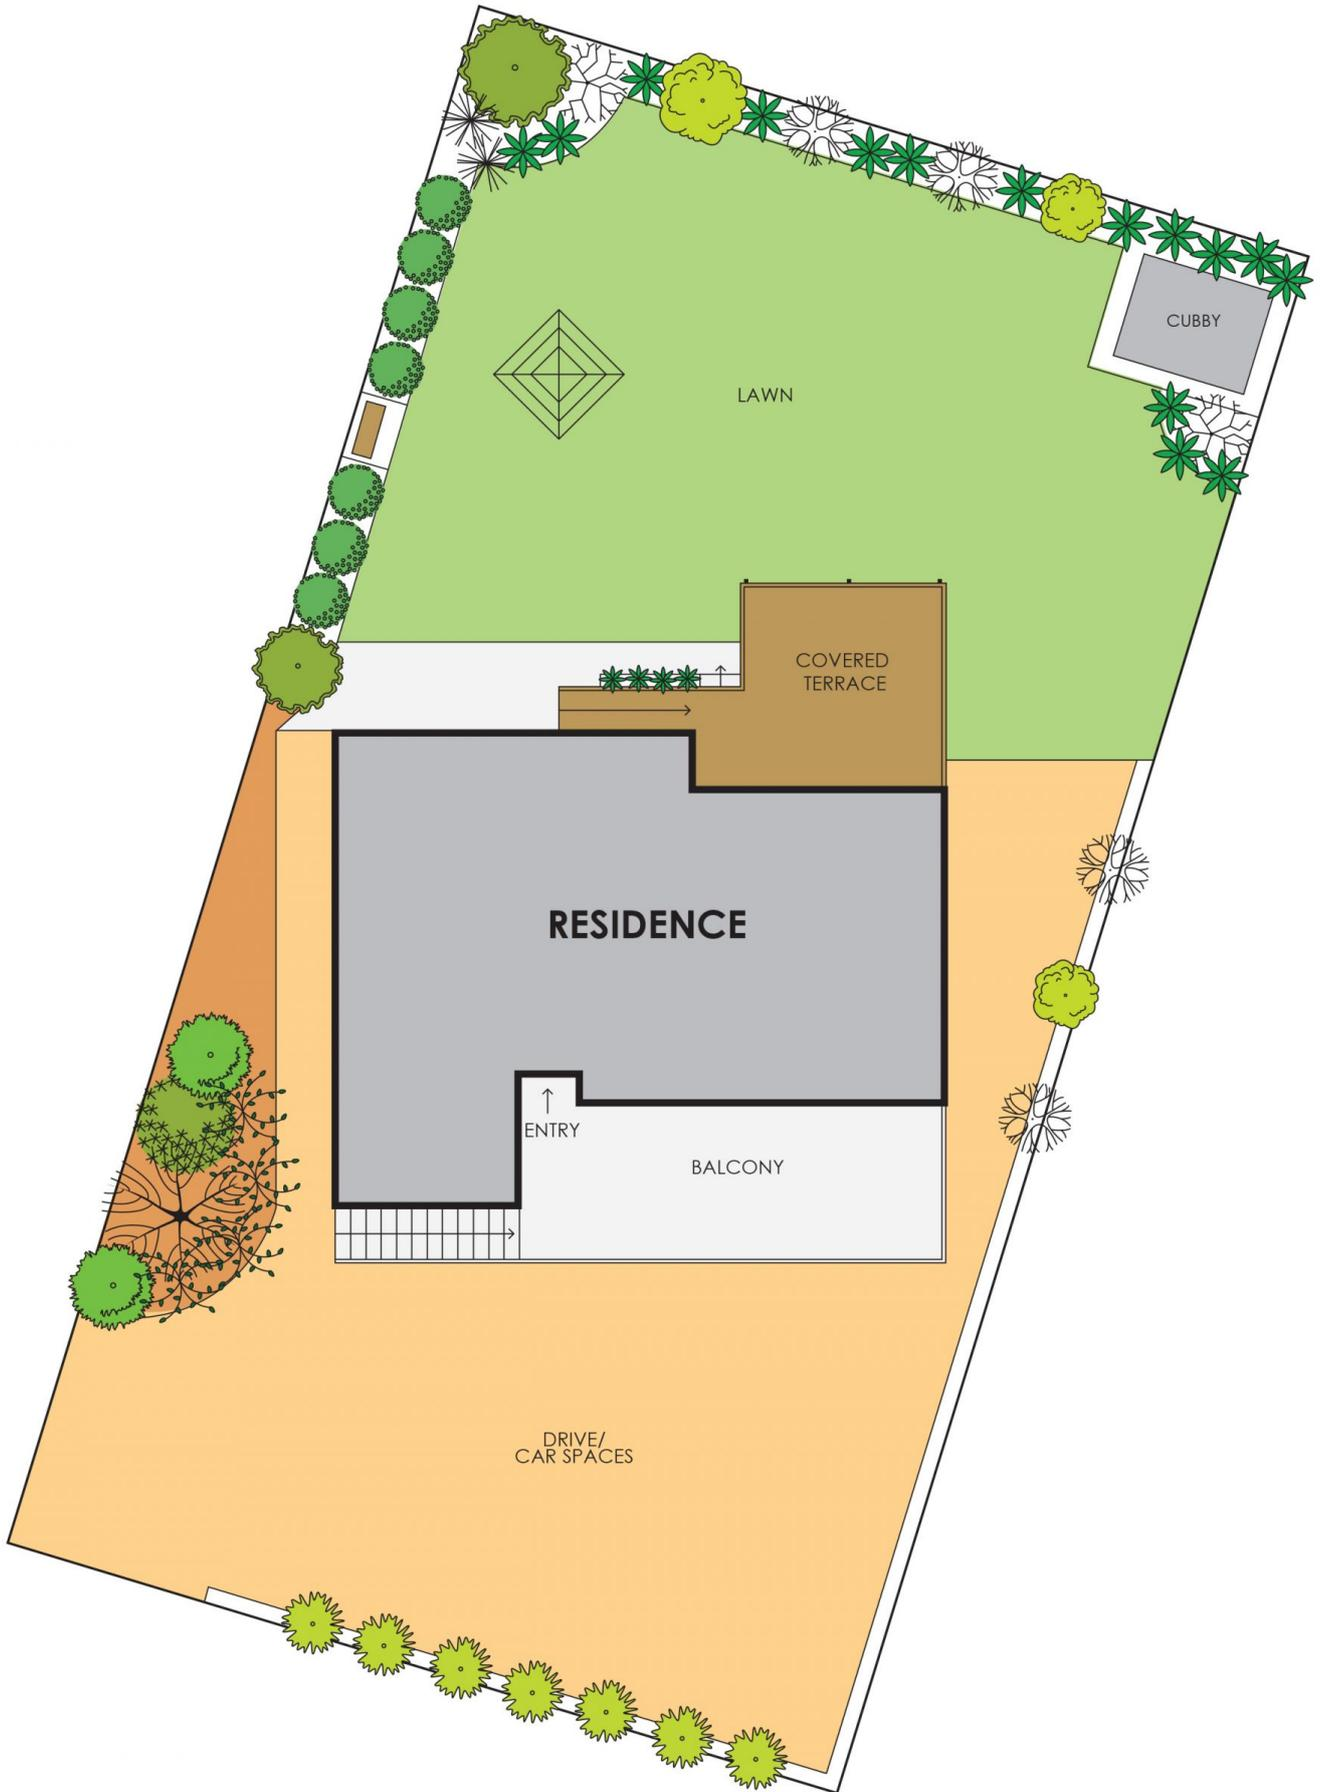 CUBBY
LAWN
COVERED
TERRACE
RESIDENCE
ENTRY
BALCONY
DRIVE/
CAR SPACES